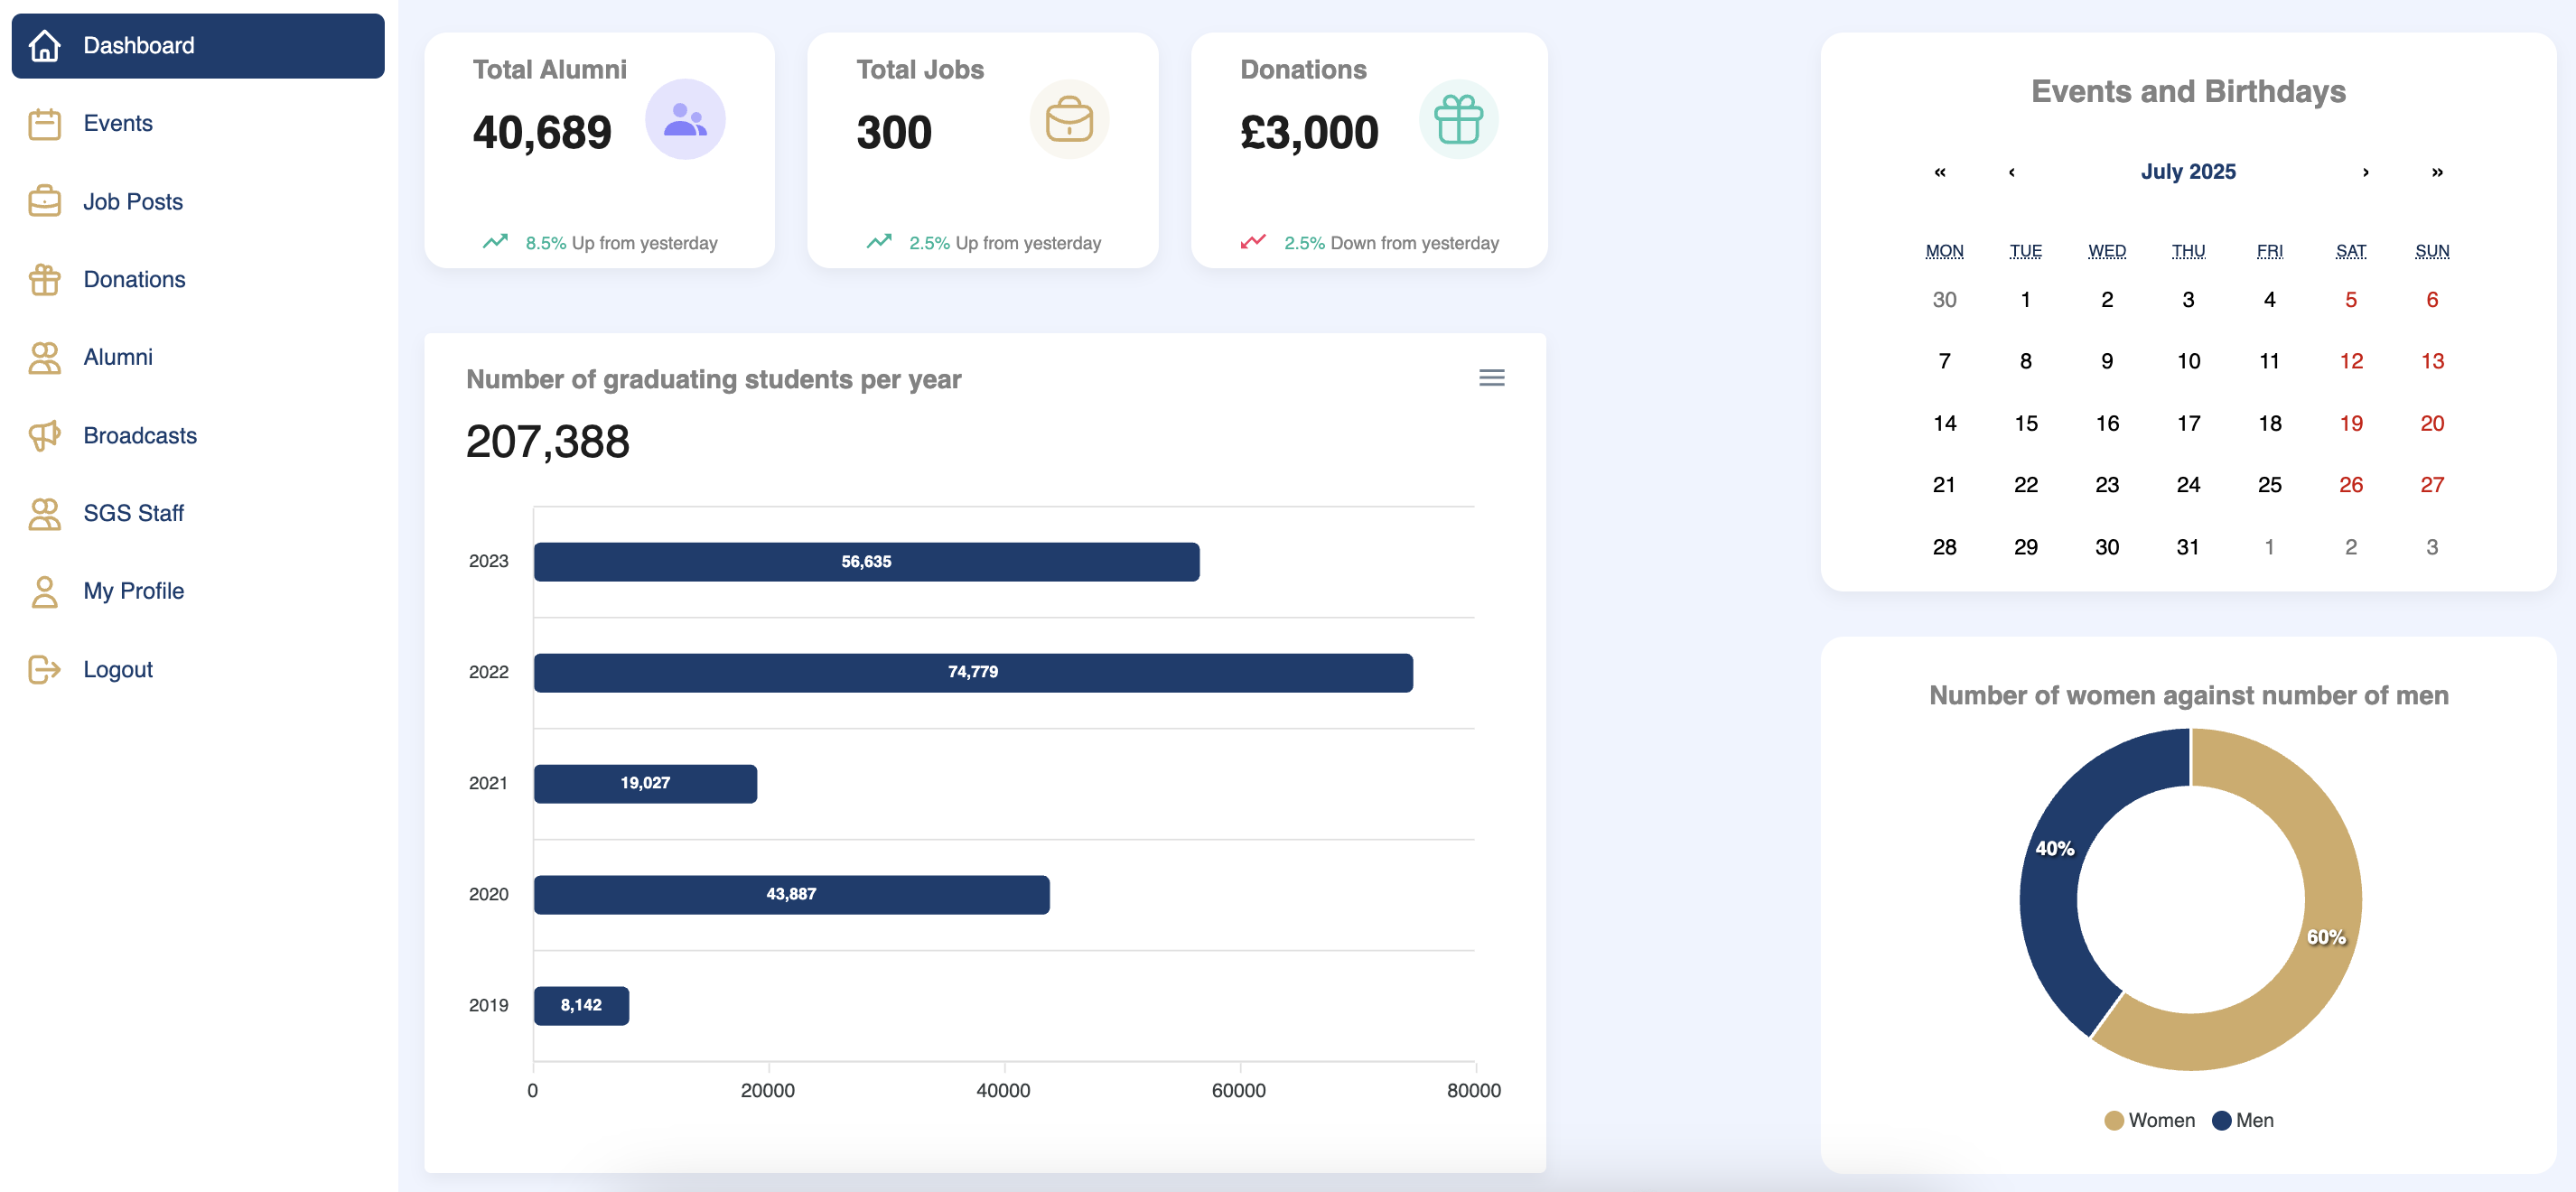 Dashboard
Events
Job Posts
Donations
Alumni
Broadcasts
SGS Staff
My Profile
Logout
Total Alumni
40,689
8.5% Up from yesterday
Total Jobs
300
2.5% Up from yesterday
Donations
£3,000
2.5% Down from yesterday
Number of graduating students per year
207,388
2023 56,635
2022 74,779
2021 19,027
2020 43,887
2019 8,142
0 20000 40000 60000 80000
Events and Birthdays
« ‹ July 2025 › »
MON TUE WED THU FRI SAT SUN
30 1 2 3 4 5 6
7 8 9 10 11 12 13
14 15 16 17 18 19 20
21 22 23 24 25 26 27
28 29 30 31 1 2 3
Number of women against number of men
40%
60%
Women Men